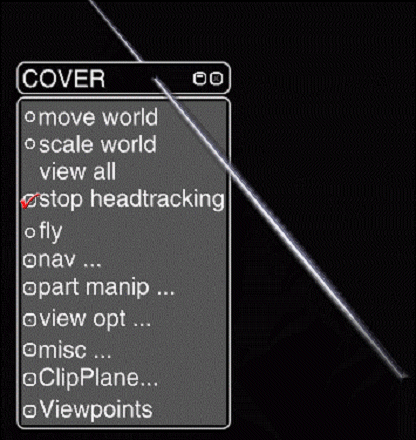 COVER
move world
scale world
view all
stop headtracking
fly
nav ...
part manip ...
view opt ...
misc ...
ClipPlane...
Viewpoints